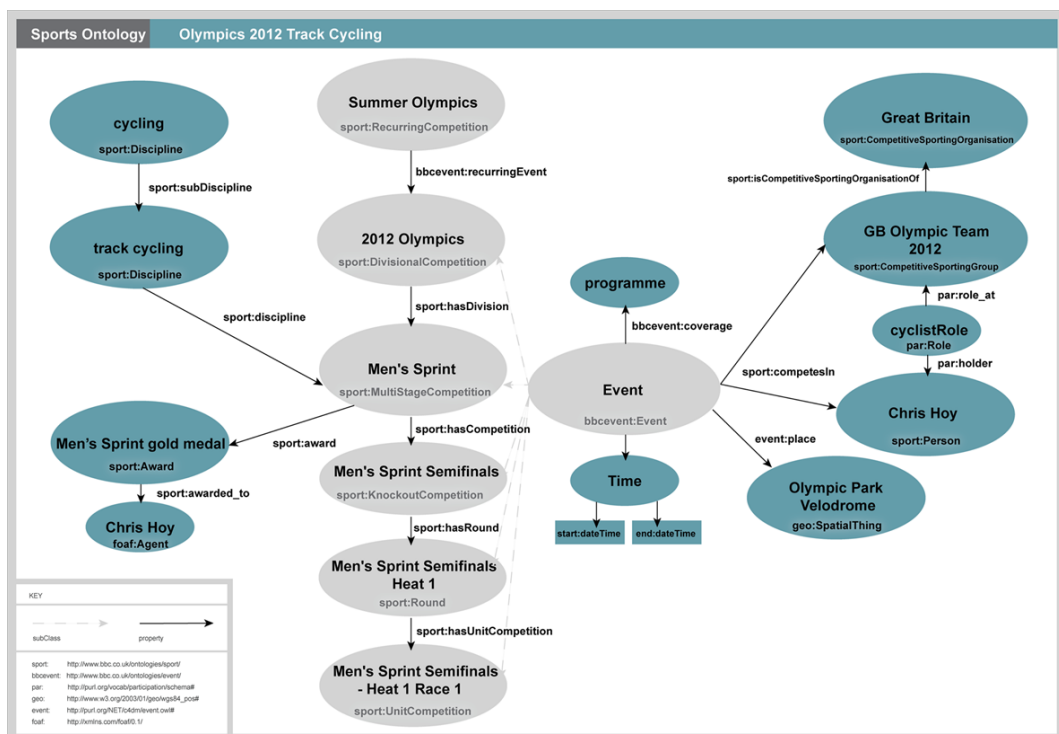 Sports Ontology
Olympics 2012 Track Cycling
cycling
sport:Discipline
sport:subDiscipline
track cycling
sport:Discipline
sport:discipline
Men's Sprint gold medal
sport:Award
sport:awarded_to
Chris Hoy
foaf:Agent
Summer Olympics
sport:RecurringCompetition
bbcevent:recurringEvent
2012 Olympics
sport:DivisionalCompetition
sport:hasDivision
Men's Sprint
sport:MultiStageCompetition
sport:award
sport:hasCompetition
Men's Sprint Semifinals
sport:KnockoutCompetition
sport:hasRound
Men's Sprint Semifinals
Heat 1
sport:Round
sport:hasUnitCompetition
Men's Sprint Semifinals
- Heat 1 Race 1
sport:UnitCompetition
programme
bbcevent:coverage
Event
bbcevent:Event
Time
start:dateTime
end:dateTime
Great Britain
sport:CompetitiveSportingOrganisation
sport:isCompetitiveSportingOrganisationOf
GB Olympic Team
2012
sport:CompetitiveSportingGroup
par:role_at
cyclistRole
par:Role
par:holder
sport:competesIn
Chris Hoy
sport:Person
event:place
Olympic Park
Velodrome
geo:SpatialThing
KEY
subClass
property
sport: http://www.bbc.co.uk/ontologies/sport/
bbcevent: http://www.bbc.co.uk/ontologies/event/
par: http://purl.org/vocab/participation/schema#
geo: http://www.w3.org/2003/01/geo/wgs84_pos#
event: http://purl.org/NET/c4dm/event.owl#
foaf: http://xmlns.com/foaf/0.1/